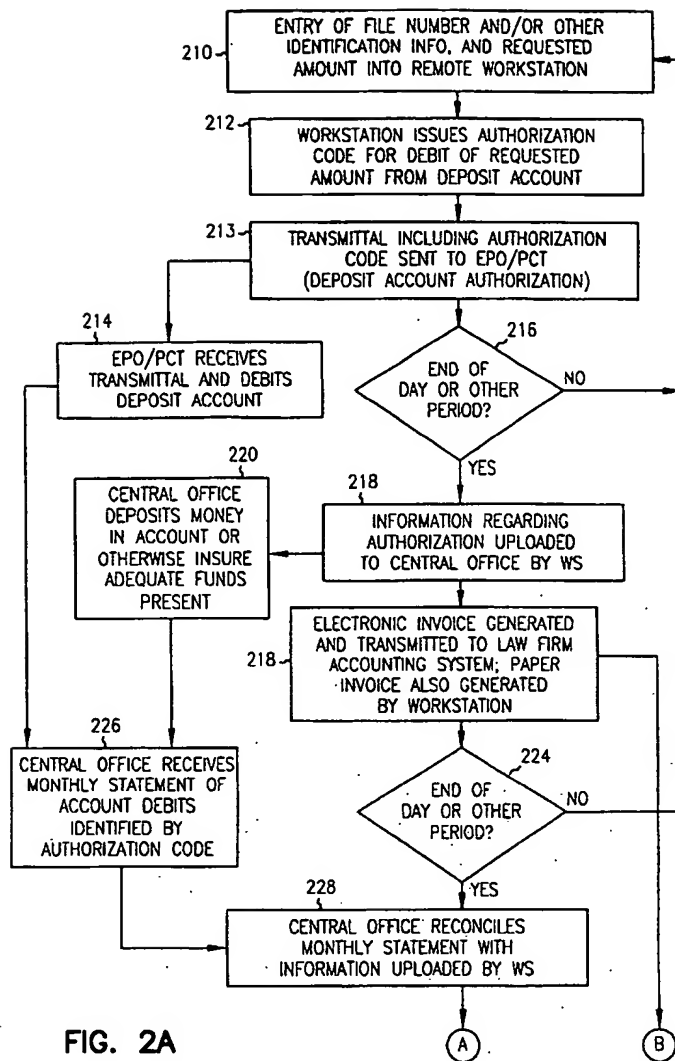 ENTRY OF FILE NUMBER AND/OR OTHER
IDENTIFICATION INFO, AND REQUESTED
AMOUNT INTO REMOTE WORKSTATION
210
212
WORKSTATION ISSUES AUTHORIZATION
CODE FOR DEBIT OF REQUESTED
AMOUNT FROM DEPOSIT ACCOUNT
213
TRANSMITTAL INCLUDING AUTHORIZATION
CODE SENT TO EPO/PCT
(DEPOSIT ACCOUNT AUTHORIZATION)
214
EPO/PCT RECEIVES
TRANSMITTAL AND DEBITS
DEPOSIT ACCOUNT
216
END OF
DAY OR OTHER
PERIOD?
NO
YES
220
CENTRAL OFFICE
DEPOSITS MONEY
IN ACCOUNT OR
OTHERWISE INSURE
ADEQUATE FUNDS
PRESENT
218
INFORMATION REGARDING
AUTHORIZATION UPLOADED
TO CENTRAL OFFICE BY WS
218
ELECTRONIC INVOICE GENERATED
AND TRANSMITTED TO LAW FIRM
ACCOUNTING SYSTEM; PAPER
INVOICE ALSO GENERATED
BY WORKSTATION
226
CENTRAL OFFICE RECEIVES
MONTHLY STATEMENT OF
ACCOUNT DEBITS
IDENTIFIED BY
AUTHORIZATION CODE
224
END OF
DAY OR OTHER
PERIOD?
NO
YES
228
CENTRAL OFFICE RECONCILES
MONTHLY STATEMENT WITH
INFORMATION UPLOADED BY WS
FIG. 2A
A
B